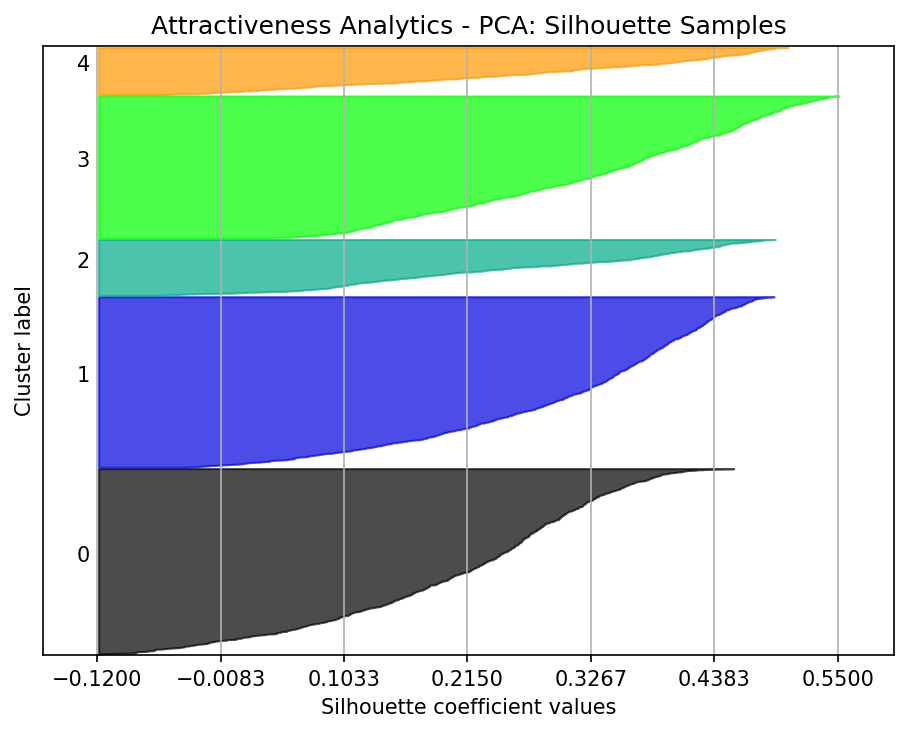 Attractiveness Analytics - PCA: Silhouette Samples
4
3
2
1
0
Cluster label
−0.1200 −0.0083 0.1033 0.2150 0.3267 0.4383 0.5500
Silhouette coefficient values